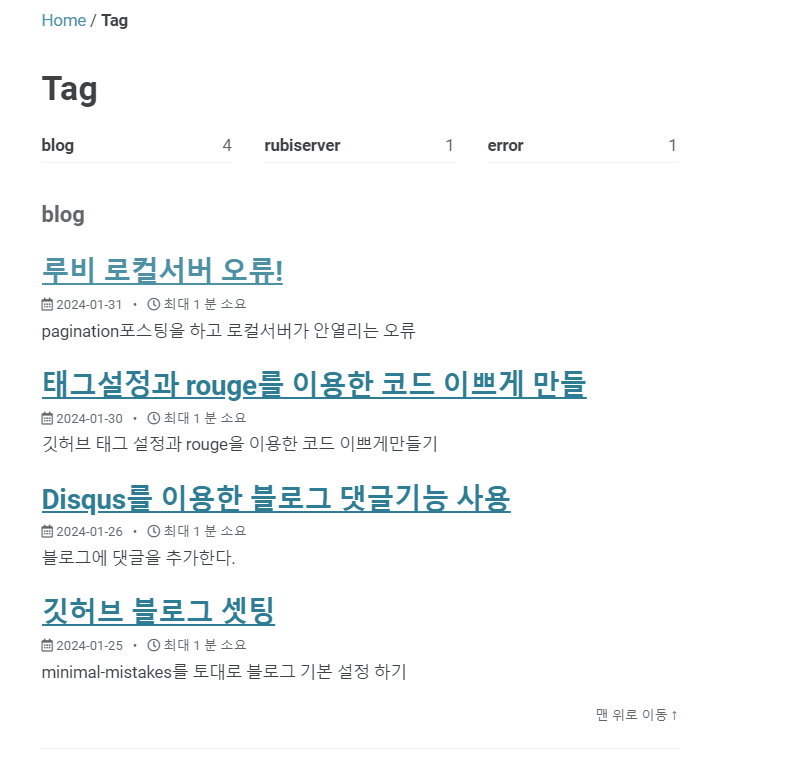 Home / Tag
Tag
blog 4 rubiserver 1 error 1
blog
루비 로컬서버 오류!
2024-01-31 • 최대 1 분 소요
pagination포스팅을 하고 로컬서버가 안열리는 오류
태그설정과 rouge를 이용한 코드 이쁘게 만들
2024-01-30 • 최대 1 분 소요
깃허브 태그 설정과 rouge을 이용한 코드 이쁘게만들기
Disqus를 이용한 블로그 댓글기능 사용
2024-01-26 • 최대 1 분 소요
블로그에 댓글을 추가한다.
깃허브 블로그 셋팅
2024-01-25 • 최대 1 분 소요
minimal-mistakes를 토대로 블로그 기본 설정 하기
맨 위로 이동 ↑